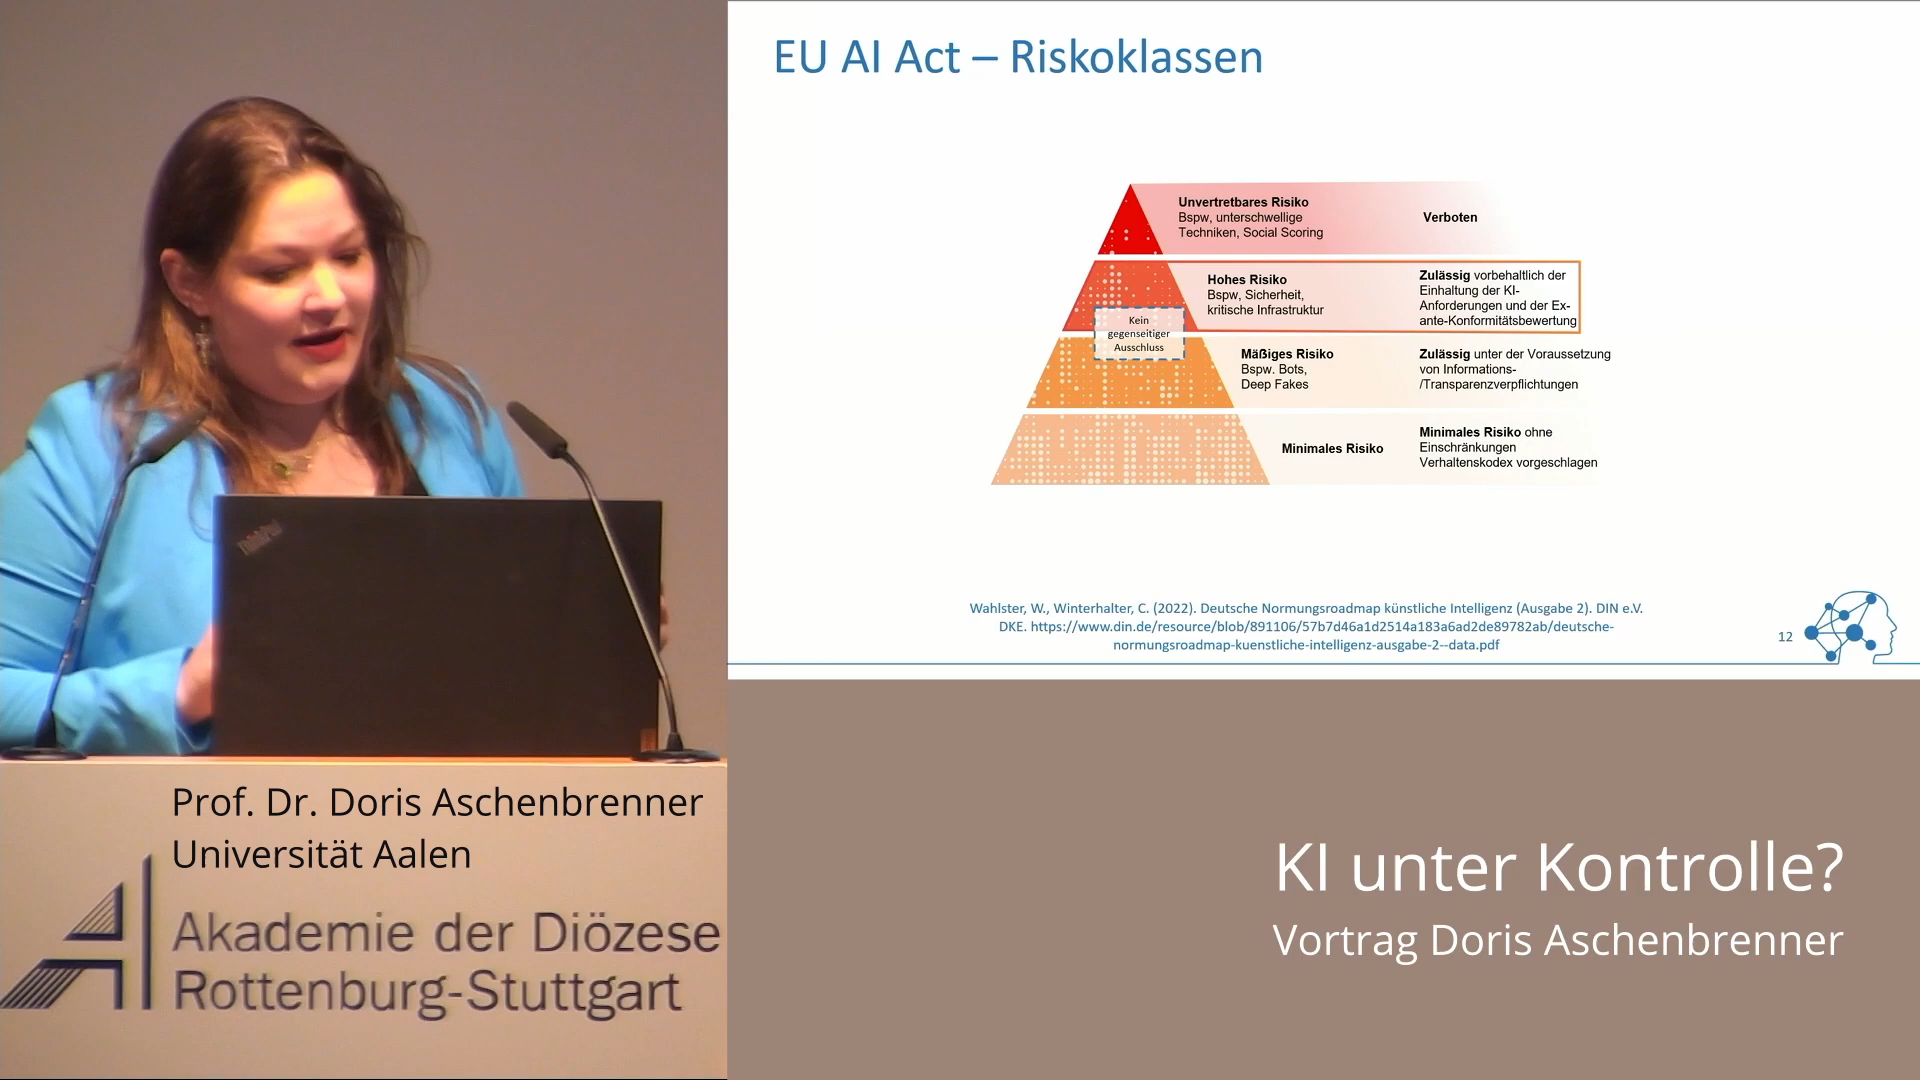 EU AI Act – Riskoklassen
Unvertretbares Risiko
Bspw, unterschwellige
Techniken, Social Scoring
Verboten
Hohes Risiko
Bspw, Sicherheit,
kritische Infrastruktur
Zulässig vorbehaltlich der
Einhaltung der KI-
Anforderungen und der Ex-
ante-Konformitätsbewertung
Kein
gegenseitiger
Ausschluss
Mäßiges Risiko
Bspw. Bots,
Deep Fakes
Zulässig unter der Voraussetzung
von Informations-
/Transparenzverpflichtungen
Minimales Risiko
Minimales Risiko ohne
Einschränkungen
Verhaltenskodex vorgeschlagen
Wahlster, W., Winterhalter, C. (2022). Deutsche Normungsroadmap künstliche Intelligenz (Ausgabe 2). DIN e.V.
DKE. https://www.din.de/resource/blob/891106/57b7d46a1d2514a183a6ad2de89782ab/deutsche-
normungsroadmap-kuenstliche-intelligenz-ausgabe-2--data.pdf
12
ThinkPad
Prof. Dr. Doris Aschenbrenner
Universität Aalen
Akademie der Diözese
Rottenburg-Stuttgart
KI unter Kontrolle?
Vortrag Doris Aschenbrenner